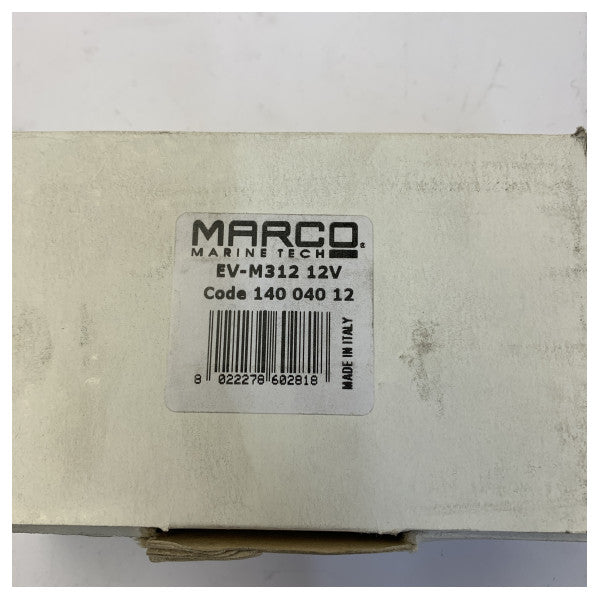 MARCO®
MARINE TECH
EV-M312 12V
Code 140 040 12
8 022278 602818
MADE IN ITALY